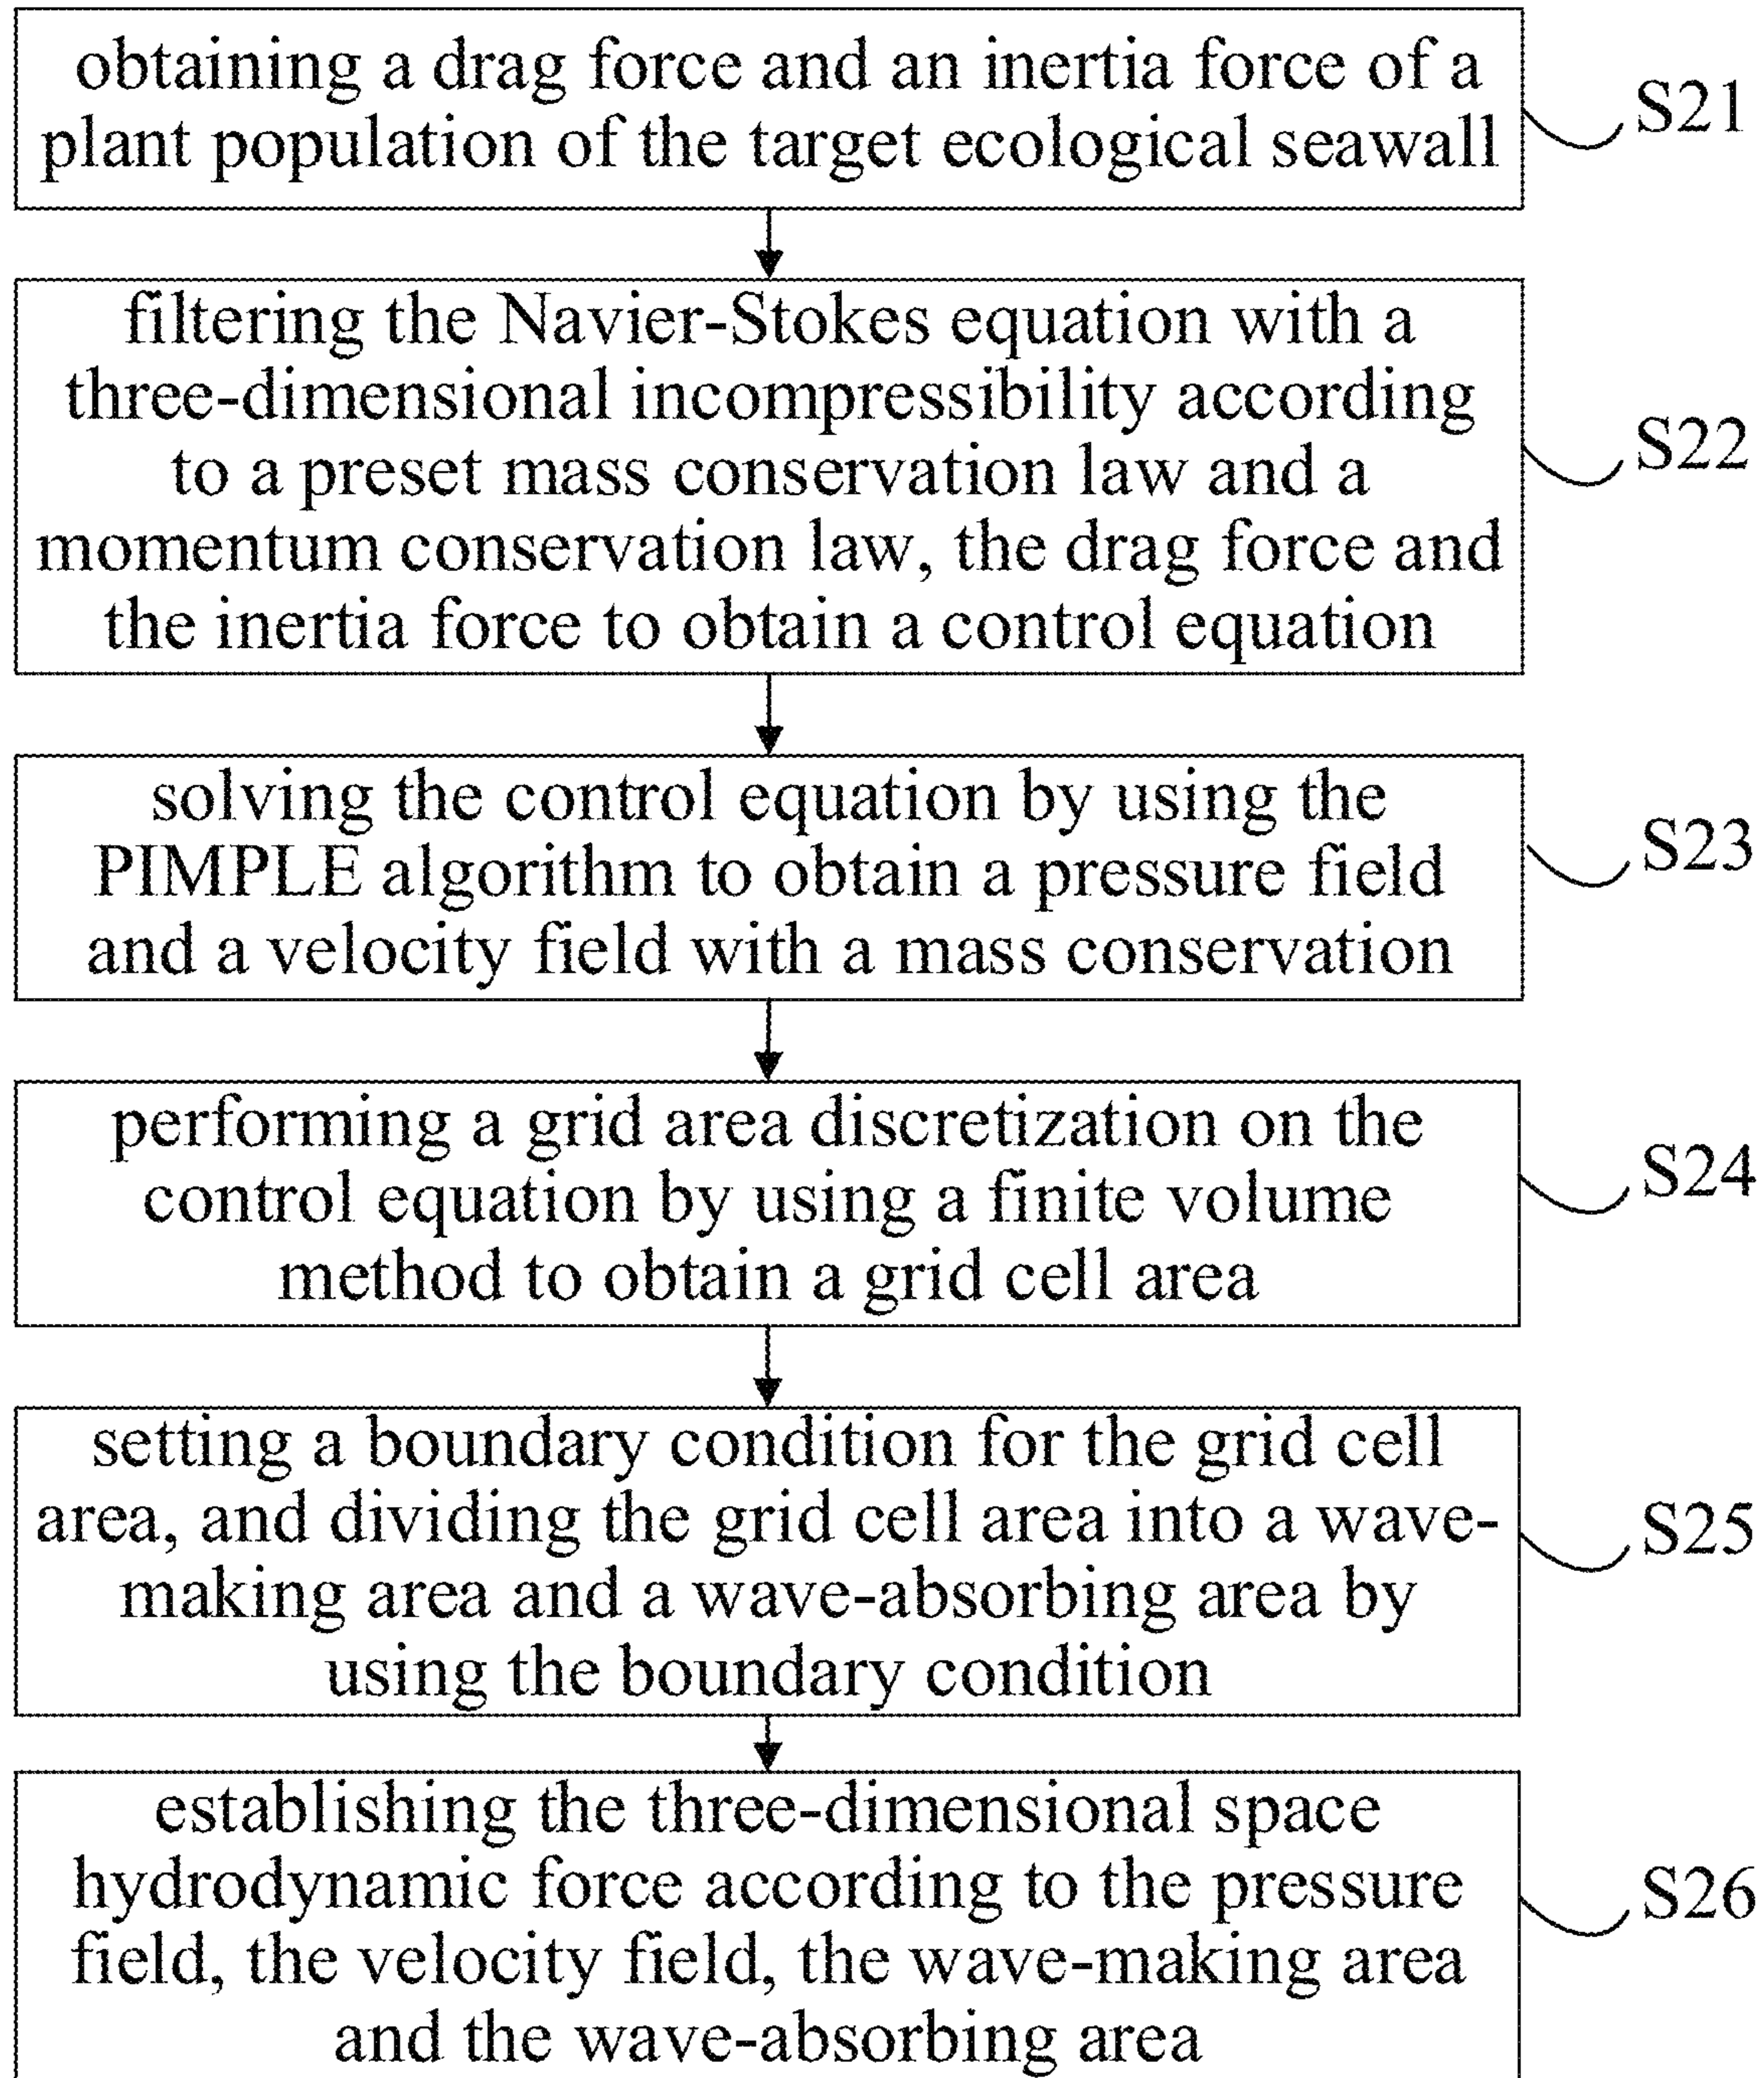 obtaining a drag force and an inertia force of a
plant population of the target ecological seawall
S21
filtering the Navier-Stokes equation with a
three-dimensional incompressibility according
to a preset mass conservation law and a
momentum conservation law, the drag force and
the inertia force to obtain a control equation
S22
solving the control equation by using the
PIMPLE algorithm to obtain a pressure field
and a velocity field with a mass conservation
S23
performing a grid area discretization on the
control equation by using a finite volume
method to obtain a grid cell area
S24
setting a boundary condition for the grid cell
area, and dividing the grid cell area into a wave-
making area and a wave-absorbing area by
using the boundary condition
S25
establishing the three-dimensional space
hydrodynamic force according to the pressure
field, the velocity field, the wave-making area
and the wave-absorbing area
S26